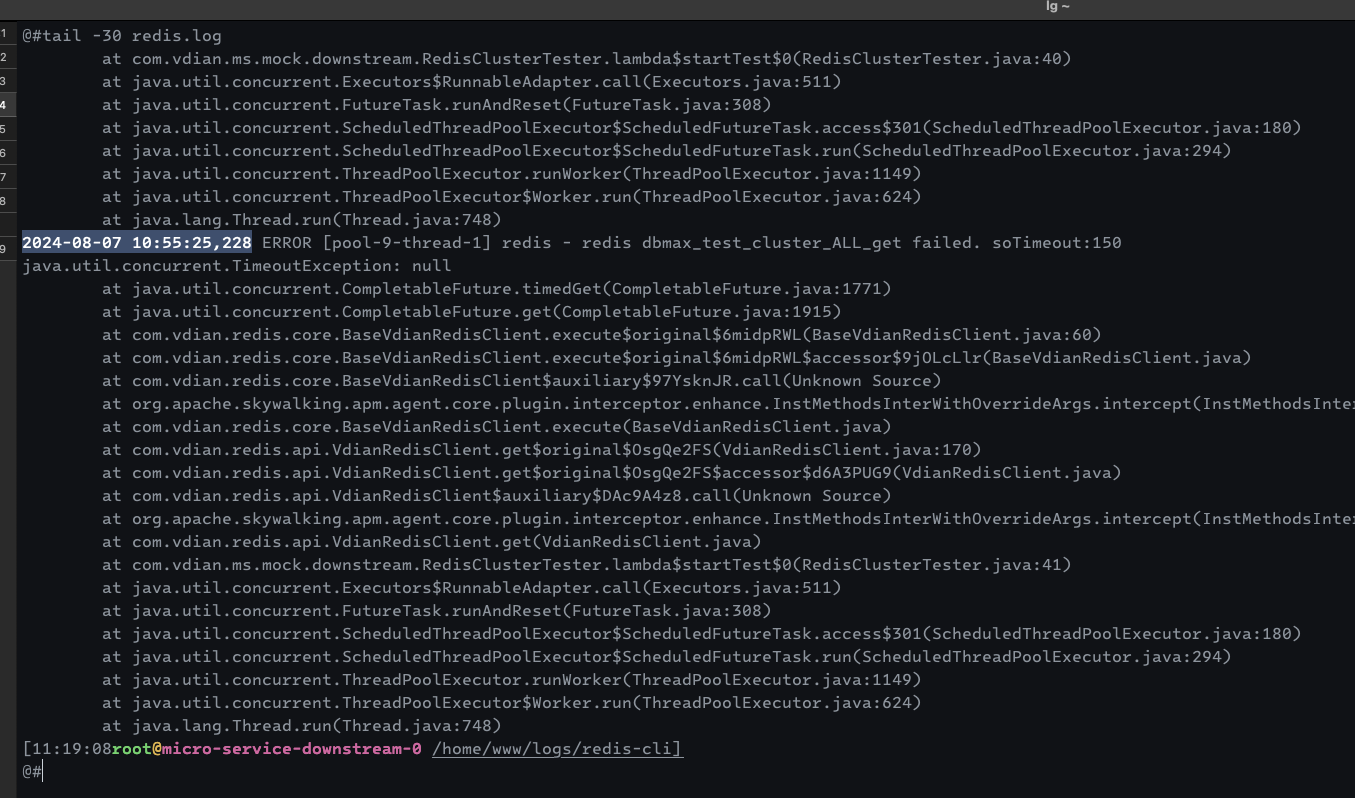 lg ~
1
@#tail -30 redis.log
2
at com.vdian.ms.mock.downstream.RedisClusterTester.lambda$startTest$0(RedisClusterTester.java:40)
3
at java.util.concurrent.Executors$RunnableAdapter.call(Executors.java:511)
4
at java.util.concurrent.FutureTask.runAndReset(FutureTask.java:308)
5
at java.util.concurrent.ScheduledThreadPoolExecutor$ScheduledFutureTask.access$301(ScheduledThreadPoolExecutor.java:180)
6
at java.util.concurrent.ScheduledThreadPoolExecutor$ScheduledFutureTask.run(ScheduledThreadPoolExecutor.java:294)
7
at java.util.concurrent.ThreadPoolExecutor.runWorker(ThreadPoolExecutor.java:1149)
8
at java.util.concurrent.ThreadPoolExecutor$Worker.run(ThreadPoolExecutor.java:624)
at java.lang.Thread.run(Thread.java:748)
9
2024-08-07 10:55:25,228 ERROR [pool-9-thread-1] redis - redis dbmax_test_cluster_ALL_get failed. soTimeout:150
java.util.concurrent.TimeoutException: null
at java.util.concurrent.CompletableFuture.timedGet(CompletableFuture.java:1771)
at java.util.concurrent.CompletableFuture.get(CompletableFuture.java:1915)
at com.vdian.redis.core.BaseVdianRedisClient.execute$original$6midpRWL(BaseVdianRedisClient.java:60)
at com.vdian.redis.core.BaseVdianRedisClient.execute$original$6midpRWL$accessor$9jOLcLlr(BaseVdianRedisClient.java)
at com.vdian.redis.core.BaseVdianRedisClient$auxiliary$97YsknJR.call(Unknown Source)
at org.apache.skywalking.apm.agent.core.plugin.interceptor.enhance.InstMethodsInterWithOverrideArgs.intercept(InstMethodsInte
at com.vdian.redis.core.BaseVdianRedisClient.execute(BaseVdianRedisClient.java)
at com.vdian.redis.api.VdianRedisClient.get$original$OsgQe2FS(VdianRedisClient.java:170)
at com.vdian.redis.api.VdianRedisClient.get$original$OsgQe2FS$accessor$d6A3PUG9(VdianRedisClient.java)
at com.vdian.redis.api.VdianRedisClient$auxiliary$DAc9A4z8.call(Unknown Source)
at org.apache.skywalking.apm.agent.core.plugin.interceptor.enhance.InstMethodsInterWithOverrideArgs.intercept(InstMethodsInte
at com.vdian.redis.api.VdianRedisClient.get(VdianRedisClient.java)
at com.vdian.ms.mock.downstream.RedisClusterTester.lambda$startTest$0(RedisClusterTester.java:41)
at java.util.concurrent.Executors$RunnableAdapter.call(Executors.java:511)
at java.util.concurrent.FutureTask.runAndReset(FutureTask.java:308)
at java.util.concurrent.ScheduledThreadPoolExecutor$ScheduledFutureTask.access$301(ScheduledThreadPoolExecutor.java:180)
at java.util.concurrent.ScheduledThreadPoolExecutor$ScheduledFutureTask.run(ScheduledThreadPoolExecutor.java:294)
at java.util.concurrent.ThreadPoolExecutor.runWorker(ThreadPoolExecutor.java:1149)
at java.util.concurrent.ThreadPoolExecutor$Worker.run(ThreadPoolExecutor.java:624)
at java.lang.Thread.run(Thread.java:748)
[11:19:08root@micro-service-downstream-0 /home/www/logs/redis-cli]
@#